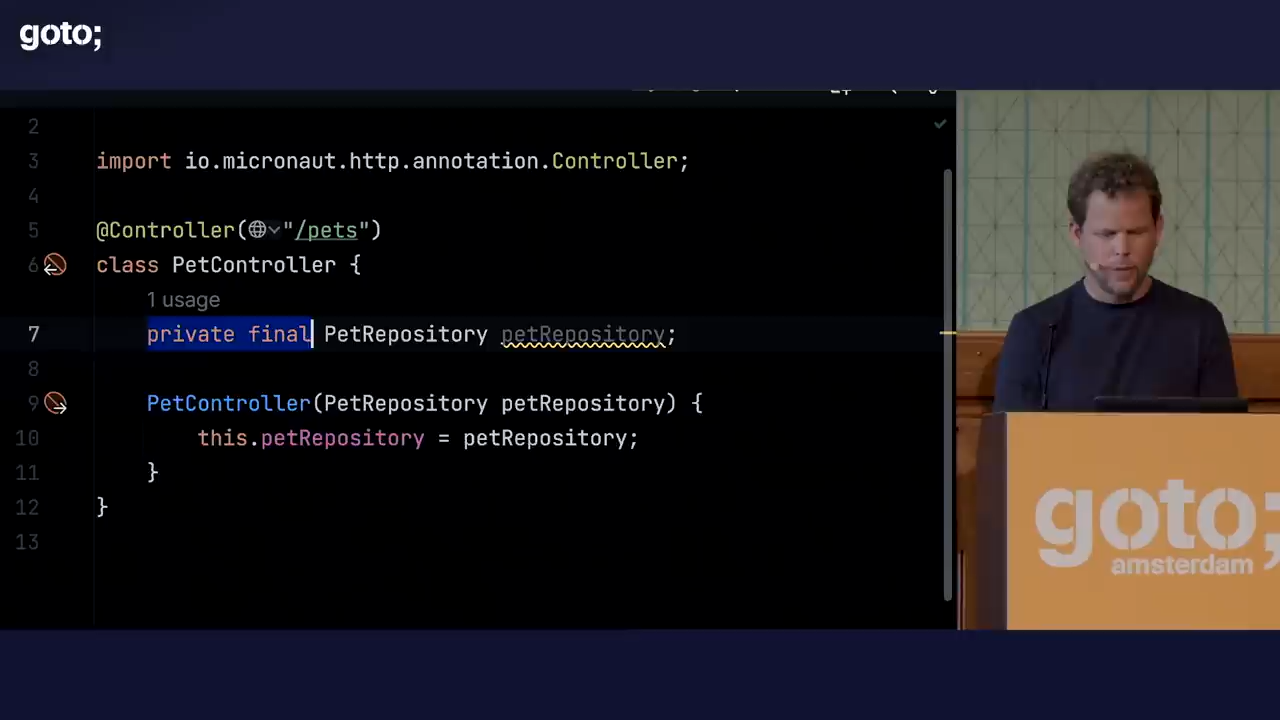 goto;
2
3 import io.micronaut.http.annotation.Controller;
4
5 @Controller("/pets")
6 class PetController {
1 usage
7 private final PetRepository petRepository;
8
9 PetController(PetRepository petRepository) {
10 this.petRepository = petRepository;
11 }
12 }
13
goto;
amsterdam